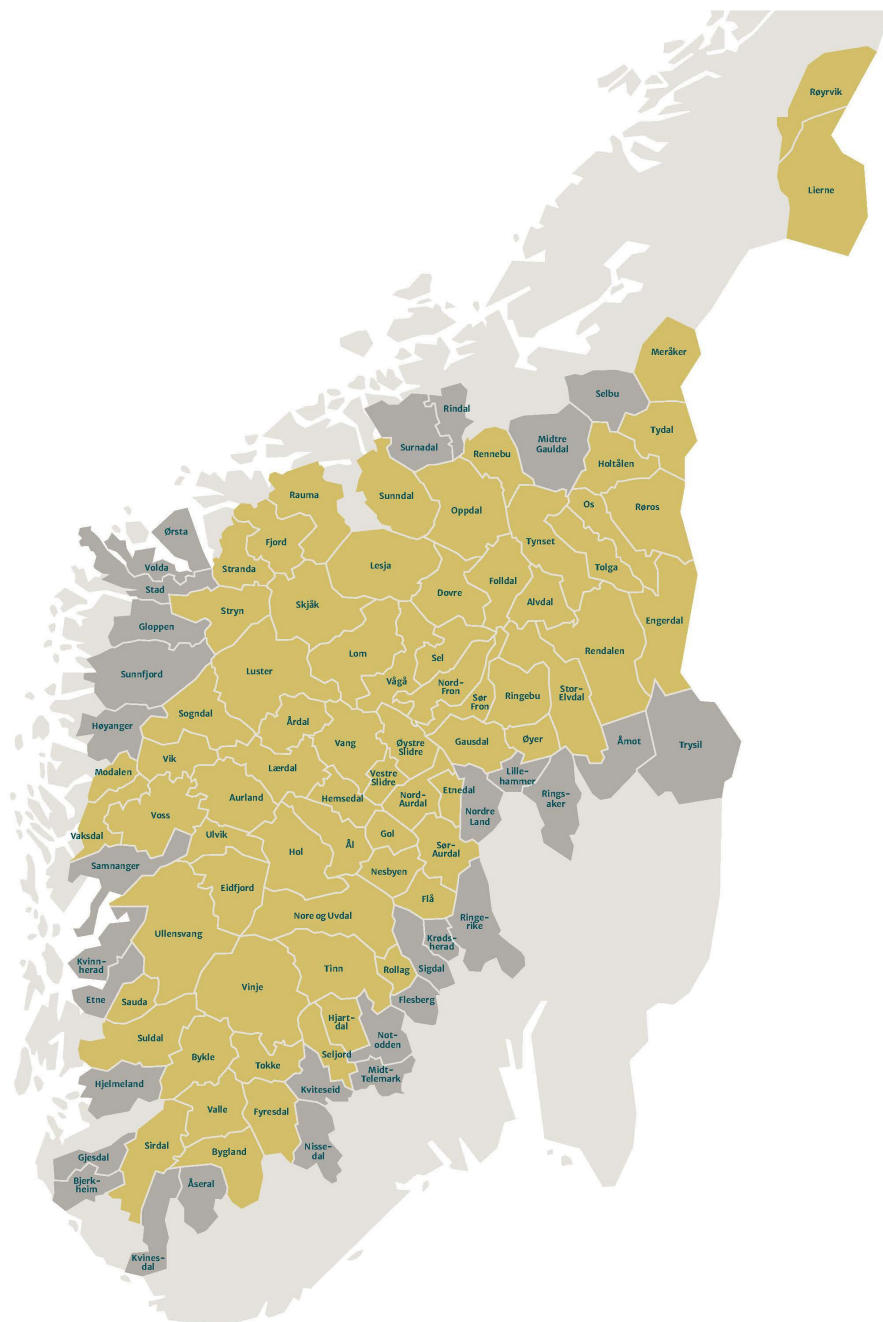 Røyrvik
Lierne
Meråker
Selbu
Rindal
Tydal
Surnadal
Midtre
Gauldal
Rennebu
Holtålen
Rauma
Sunndal
Oppdal
Os
Røros
Ørsta
Fjord
Tynset
Volda
Stranda
Lesja
Tolga
Stad
Folldal
Dovre
Alvdal
Stryn
Skjåk
Engerdal
Gloppen
Rendalen
Lom
Sel
Luster
Sunnfjord
Vågå
Nord-
Fron
Sør
Fron
Ringebu
Stor-
Elvdal
Sogndal
Årdal
Høyanger
Vang
Øystre
Slidre
Gausdal
Øyer
Åmot
Trysil
Vik
Modalen
Lærdal
Vestre
Slidre
Lille-
hammer
Aurland
Hemsedal
Nord-
Aurdal
Etnedal
Rings-
aker
Voss
Nordre
Land
Vaksdal
Ulvik
Gol
Hol
Ål
Sør-
Aurdal
Samnanger
Nesbyen
Eidfjord
Flå
Nore og Uvdal
Ringe-
rike
Ullensvang
Krøds-
herad
Kvinn-
herad
Tinn
Rollag
Sigdal
Vinje
Etne
Sauda
Flesberg
Hjart-
dal
Suldal
Not-
odden
Bykle
Seljord
Tokke
Midt-
Telemark
Hjelmeland
Kviteseid
Valle
Fyresdal
Sirdal
Nisse-
dal
Bygland
Gjesdal
Bjerk-
heim
Åseral
Kvines-
dal